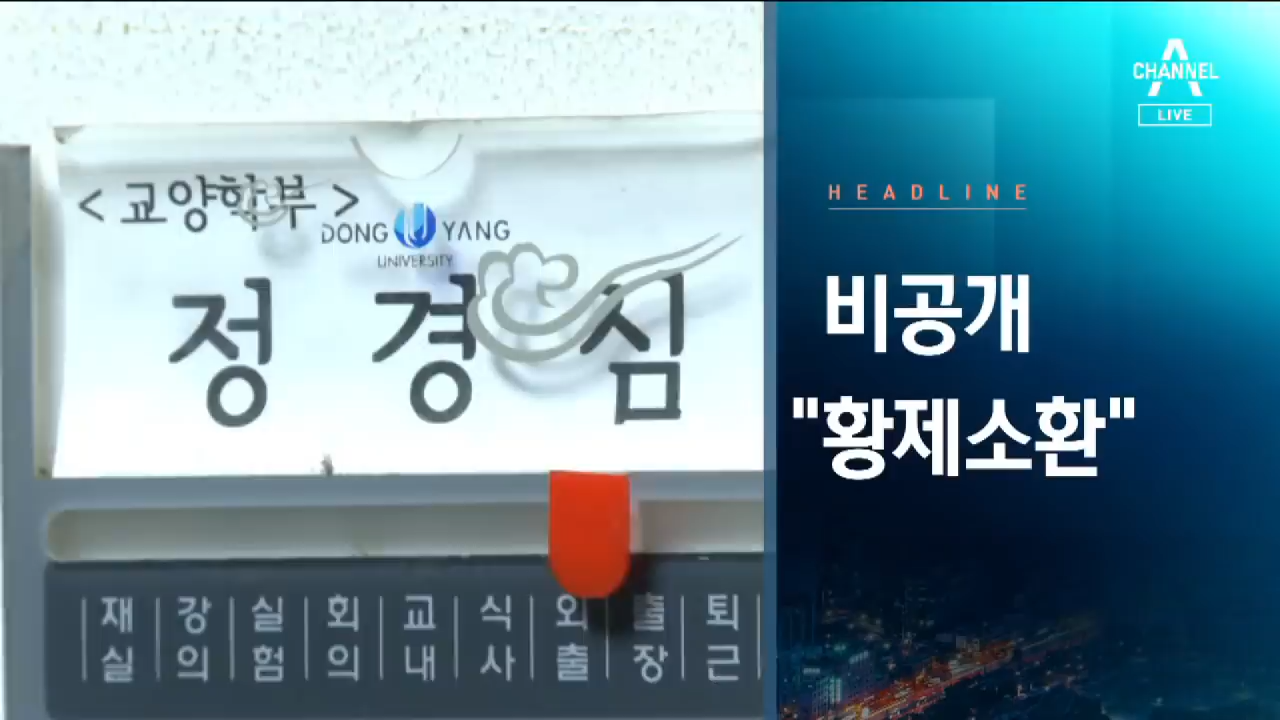 < 교양학부 >
DONG YANG
UNIVERSITY
정 경 심
재실 강의 실험 회의 교내 식사 외출 출장 퇴근
CHANNEL A
LIVE
HEADLINE
비공개
"황제소환"